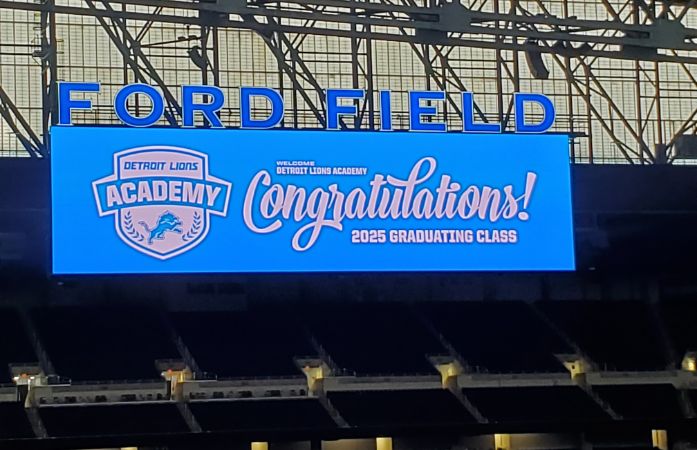 FORD FIELD
DETROIT LIONS
ACADEMY
WELCOME
DETROIT LIONS ACADEMY
Congratulations!
2025 GRADUATING CLASS